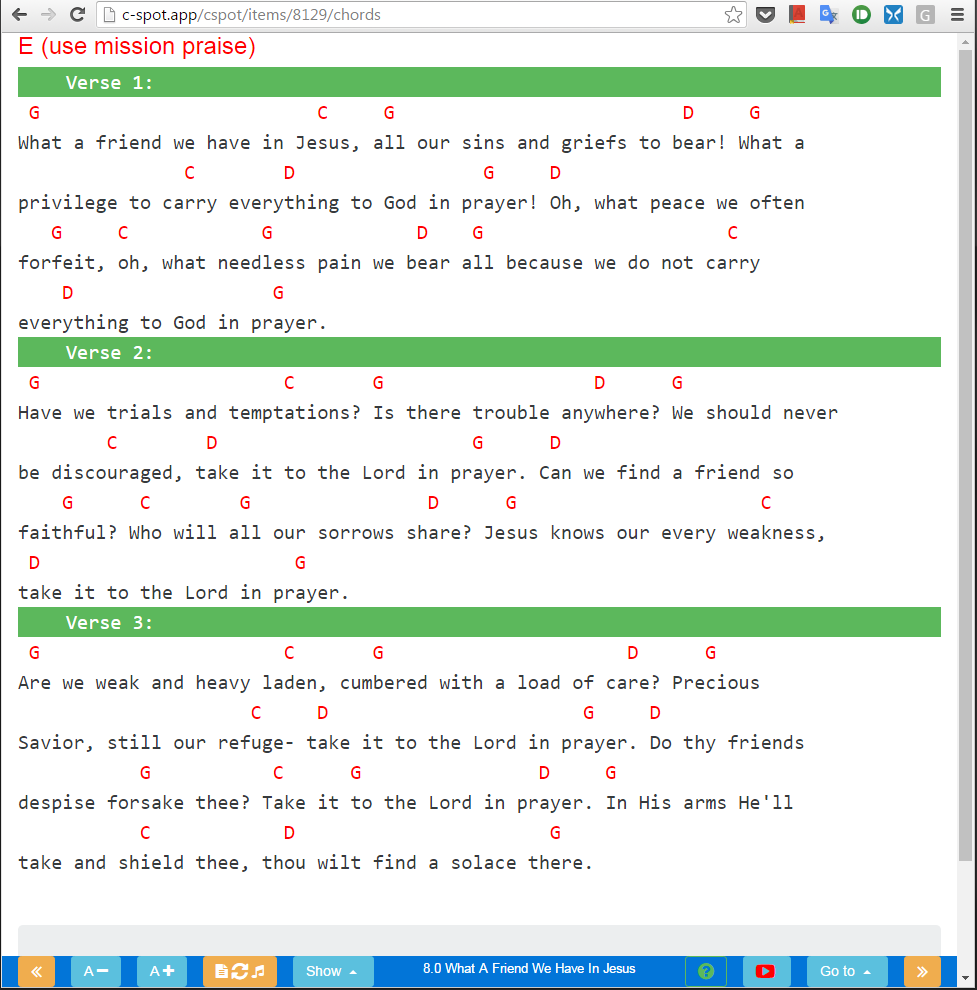 c-spot.app/cspot/items/8129/chords
G
E (use mission praise)
Verse 1:
G C G D G
What a friend we have in Jesus, all our sins and griefs to bear! What a
C D G D
privilege to carry everything to God in prayer! Oh, what peace we often
G C G D G C
forfeit, oh, what needless pain we bear all because we do not carry
D G
everything to God in prayer.
Verse 2:
G C G D G
Have we trials and temptations? Is there trouble anywhere? We should never
C D G D
be discouraged, take it to the Lord in prayer. Can we find a friend so
G C G D G C
faithful? Who will all our sorrows share? Jesus knows our every weakness,
D G
take it to the Lord in prayer.
Verse 3:
G C G D G
Are we weak and heavy laden, cumbered with a load of care? Precious
C D G D
Savior, still our refuge- take it to the Lord in prayer. Do thy friends
G C G D G
despise forsake thee? Take it to the Lord in prayer. In His arms He'll
C D G
take and shield thee, thou wilt find a solace there.
« A− A+ Show 8.0 What A Friend We Have In Jesus ? Go to »